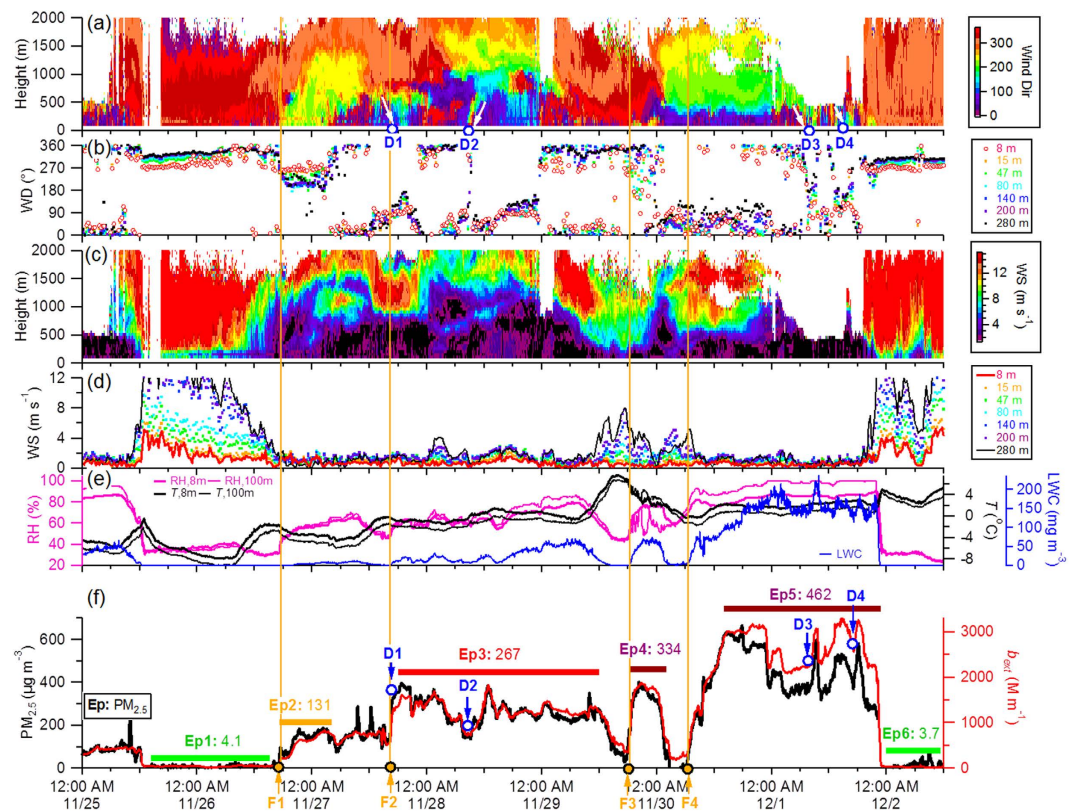 (a)
2000
1500
1000
500
0
Height (m)
D1
D2
D3
D4
300
200
100
0
Wind Dir
(b)
360
270
180
90
0
WD (°)
8 m
15 m
47 m
80 m
140 m
200 m
280 m
(c)
2000
1500
1000
500
0
Height (m)
12
8
4
WS (m s⁻¹)
(d)
12
8
4
0
WS (m s⁻¹)
8 m
15 m
47 m
80 m
140 m
200 m
280 m
(e)
RH,8m RH,100m
T,8m T,100m
100
80
60
40
20
RH (%)
4
0
-4
-8
T (°C)
200
150
100
50
0
LWC (mg m⁻³)
LWC
(f)
600
400
200
0
PM2.5 (µg m⁻³)
Ep: PM2.5
Ep1: 4.1
Ep2: 131
Ep3: 267
Ep4: 334
Ep5: 462
Ep6: 3.7
D1
D2
D3
D4
3000
2000
1000
0
bext (M m⁻¹)
F1
F2
F3
F4
12:00 AM 12:00 AM 12:00 AM 12:00 AM 12:00 AM 12:00 AM 12:00 AM 12:00 AM
11/25 11/26 11/27 11/28 11/29 11/30 12/1 12/2